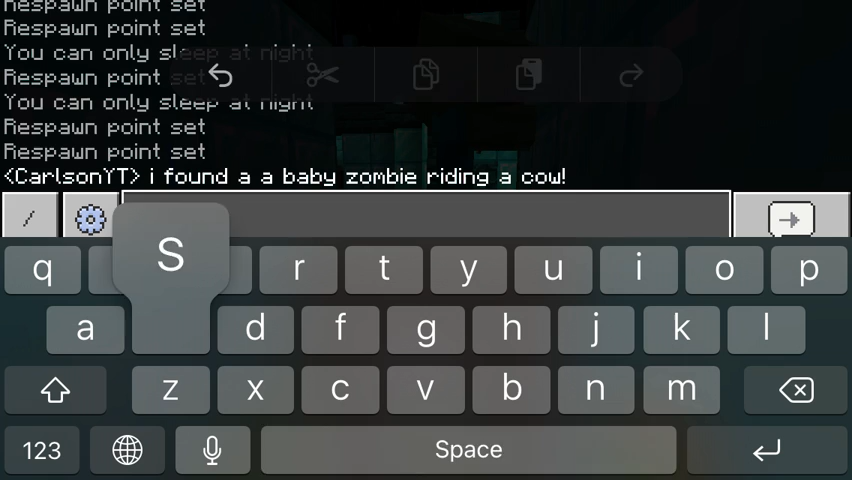 Respawn point set
Respawn point set
You can only sleep at night
Respawn point set
You can only sleep at night
Respawn point set
Respawn point set
<CarlsonYT> i found a a baby zombie riding a cow!
/
S
q r t y u i o p
a d f g h j k l
z x c v b n m
123 Space